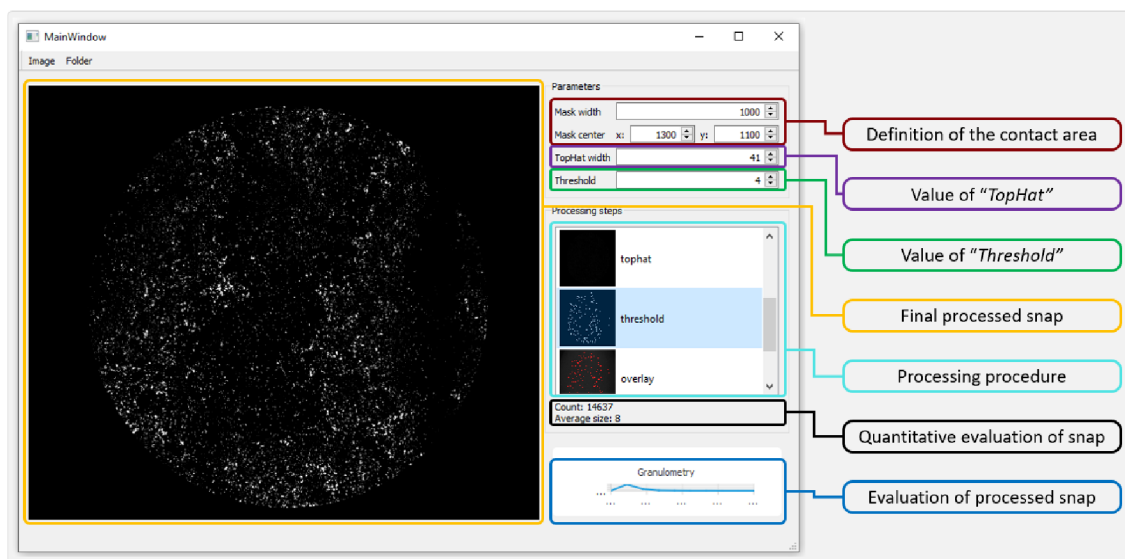 MainWindow
Image Folder
Parameters
Mask width 1000
Mask center x: 1300 y: 1100
TopHat width 41
Threshold 4
Processing steps
tophat
threshold
overlay
Count: 14637
Average size: 8
Granulometry
...
... ... ... ... ...
Definition of the contact area
Value of “TopHat”
Value of “Threshold”
Final processed snap
Processing procedure
Quantitative evaluation of snap
Evaluation of processed snap